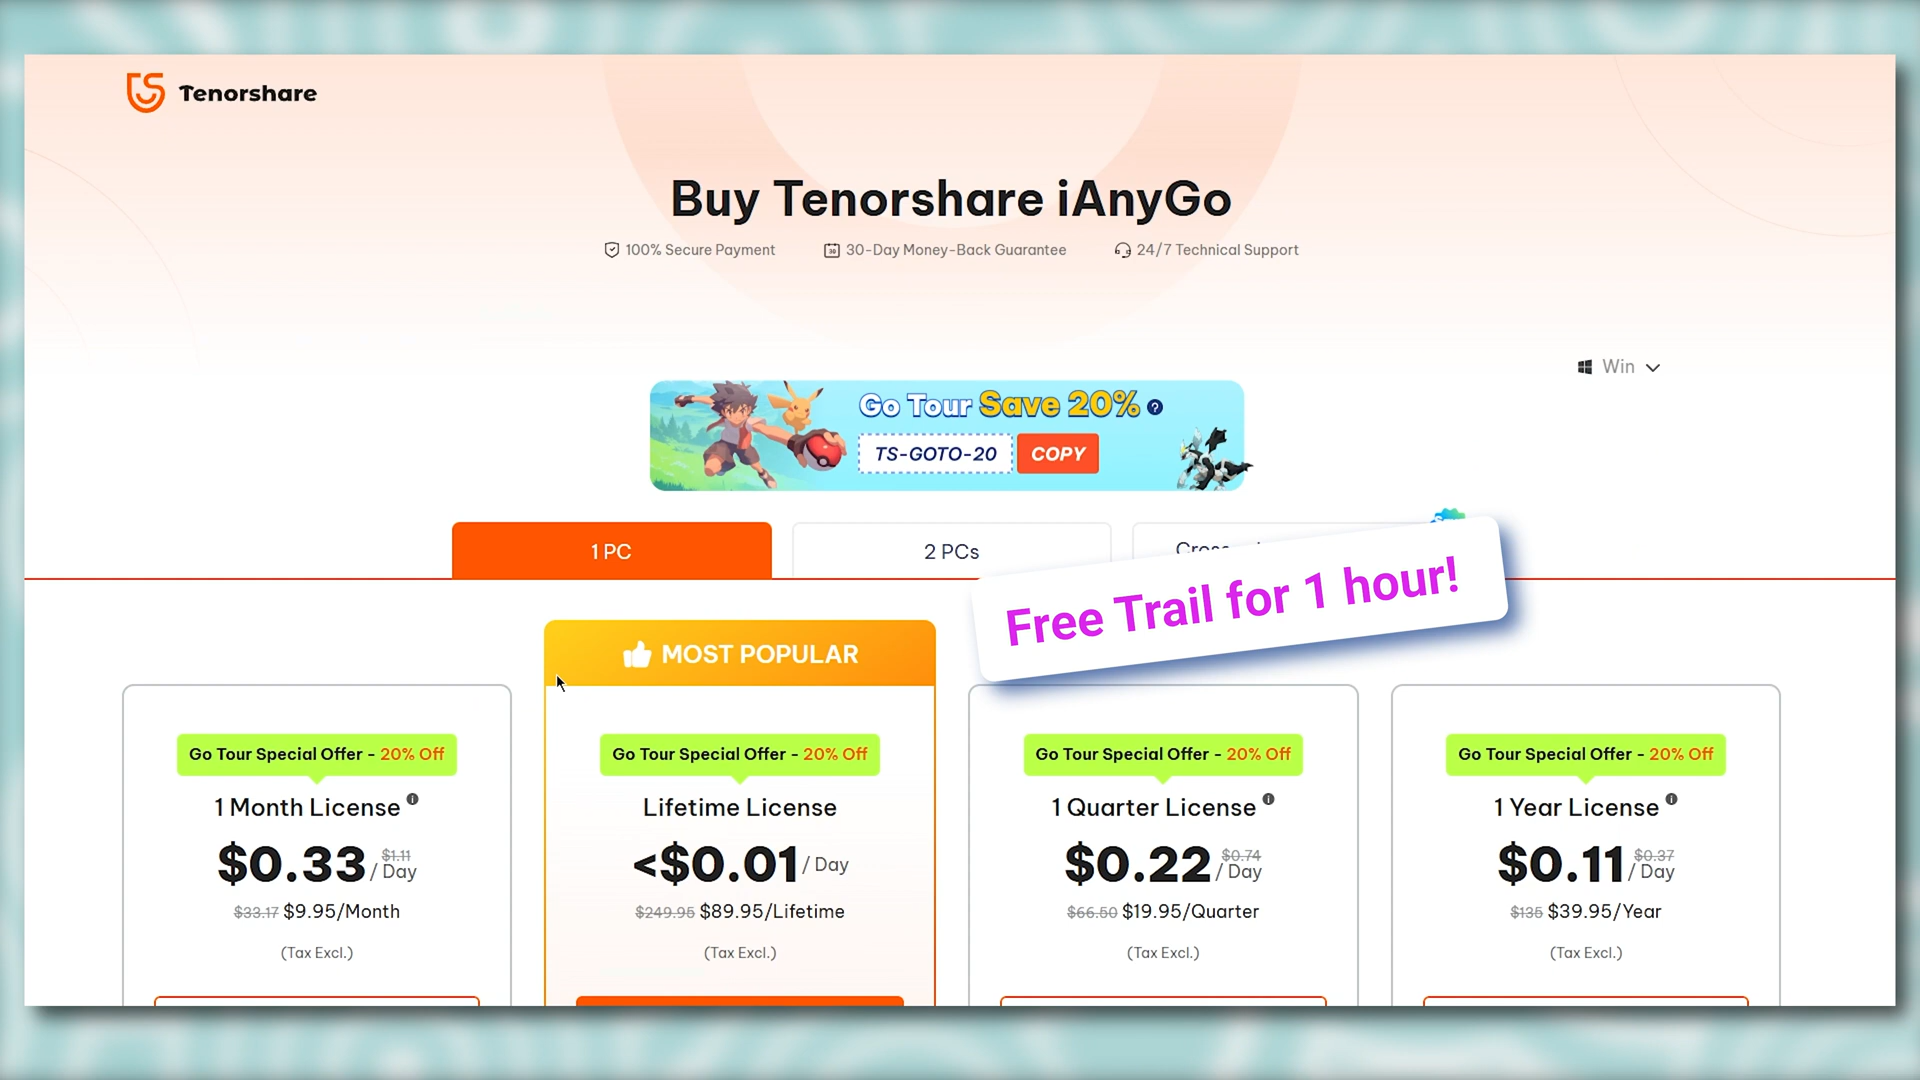 Tenorshare
Buy Tenorshare iAnyGo
100% Secure Payment
30-Day Money-Back Guarantee
24/7 Technical Support
Win
Go Tour Save 20% ?
TS-GOTO-20
COPY
1 PC
2 PCs
Free Trail for 1 hour!
MOST POPULAR
Go Tour Special Offer - 20% Off
1 Month License
$0.33 / Day $1.11
$33.17 $9.95/Month
(Tax Excl.)
Go Tour Special Offer - 20% Off
Lifetime License
<$0.01 / Day
$249.95 $89.95/Lifetime
(Tax Excl.)
Go Tour Special Offer - 20% Off
1 Quarter License
$0.22 / Day $0.74
$66.50 $19.95/Quarter
(Tax Excl.)
Go Tour Special Offer - 20% Off
1 Year License
$0.11 / Day $0.37
$135 $39.95/Year
(Tax Excl.)